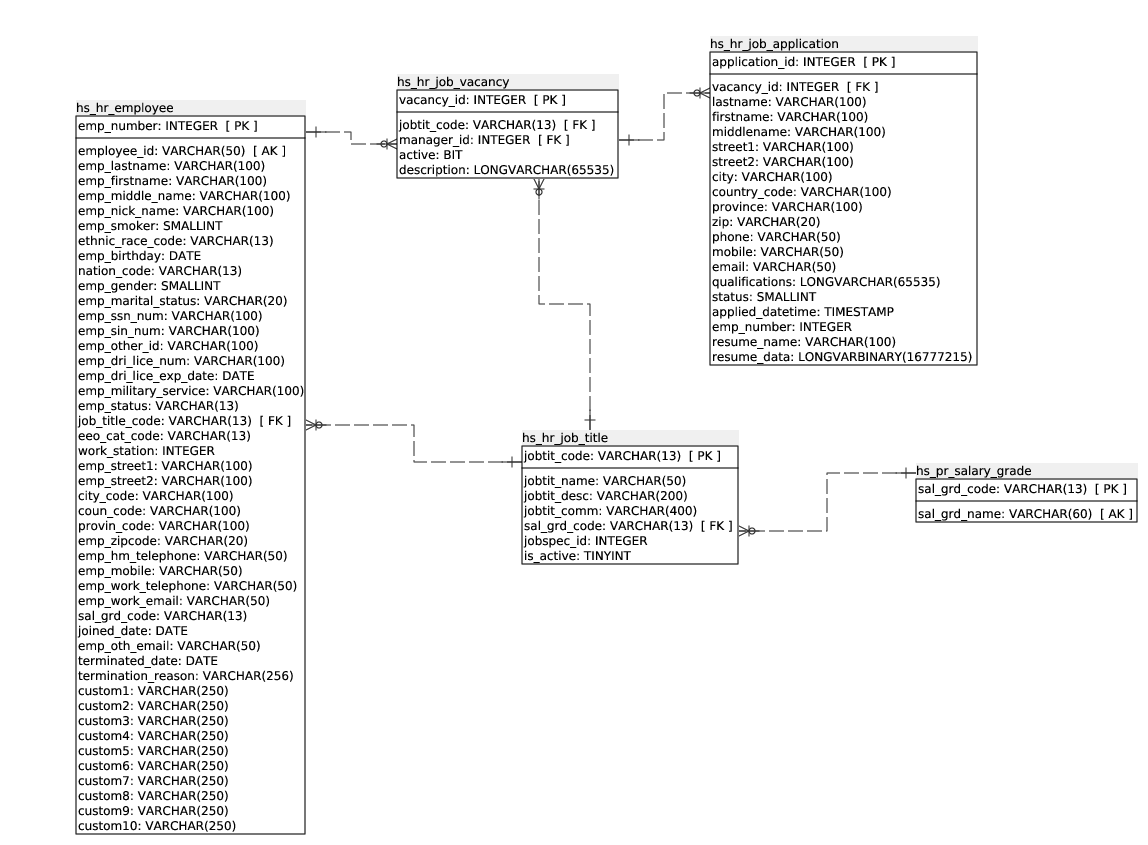 hs_hr_employee
emp_number: INTEGER [ PK ]
employee_id: VARCHAR(50) [ AK ]
emp_lastname: VARCHAR(100)
emp_firstname: VARCHAR(100)
emp_middle_name: VARCHAR(100)
emp_nick_name: VARCHAR(100)
emp_smoker: SMALLINT
ethnic_race_code: VARCHAR(13)
emp_birthday: DATE
nation_code: VARCHAR(13)
emp_gender: SMALLINT
emp_marital_status: VARCHAR(20)
emp_ssn_num: VARCHAR(100)
emp_sin_num: VARCHAR(100)
emp_other_id: VARCHAR(100)
emp_dri_lice_num: VARCHAR(100)
emp_dri_lice_exp_date: DATE
emp_military_service: VARCHAR(100)
emp_status: VARCHAR(13)
job_title_code: VARCHAR(13) [ FK ]
eeo_cat_code: VARCHAR(13)
work_station: INTEGER
emp_street1: VARCHAR(100)
emp_street2: VARCHAR(100)
city_code: VARCHAR(100)
coun_code: VARCHAR(100)
provin_code: VARCHAR(100)
emp_zipcode: VARCHAR(20)
emp_hm_telephone: VARCHAR(50)
emp_mobile: VARCHAR(50)
emp_work_telephone: VARCHAR(50)
emp_work_email: VARCHAR(50)
sal_grd_code: VARCHAR(13)
joined_date: DATE
emp_oth_email: VARCHAR(50)
terminated_date: DATE
termination_reason: VARCHAR(256)
custom1: VARCHAR(250)
custom2: VARCHAR(250)
custom3: VARCHAR(250)
custom4: VARCHAR(250)
custom5: VARCHAR(250)
custom6: VARCHAR(250)
custom7: VARCHAR(250)
custom8: VARCHAR(250)
custom9: VARCHAR(250)
custom10: VARCHAR(250)
hs_hr_job_vacancy
vacancy_id: INTEGER [ PK ]
jobtit_code: VARCHAR(13) [ FK ]
manager_id: INTEGER [ FK ]
active: BIT
description: LONGVARCHAR(65535)
hs_hr_job_application
application_id: INTEGER [ PK ]
vacancy_id: INTEGER [ FK ]
lastname: VARCHAR(100)
firstname: VARCHAR(100)
middlename: VARCHAR(100)
street1: VARCHAR(100)
street2: VARCHAR(100)
city: VARCHAR(100)
country_code: VARCHAR(100)
province: VARCHAR(100)
zip: VARCHAR(20)
phone: VARCHAR(50)
mobile: VARCHAR(50)
email: VARCHAR(50)
qualifications: LONGVARCHAR(65535)
status: SMALLINT
applied_datetime: TIMESTAMP
emp_number: INTEGER
resume_name: VARCHAR(100)
resume_data: LONGVARBINARY(16777215)
hs_hr_job_title
jobtit_code: VARCHAR(13) [ PK ]
jobtit_name: VARCHAR(50)
jobtit_desc: VARCHAR(200)
jobtit_comm: VARCHAR(400)
sal_grd_code: VARCHAR(13) [ FK ]
jobspec_id: INTEGER
is_active: TINYINT
hs_pr_salary_grade
sal_grd_code: VARCHAR(13) [ PK ]
sal_grd_name: VARCHAR(60) [ AK ]